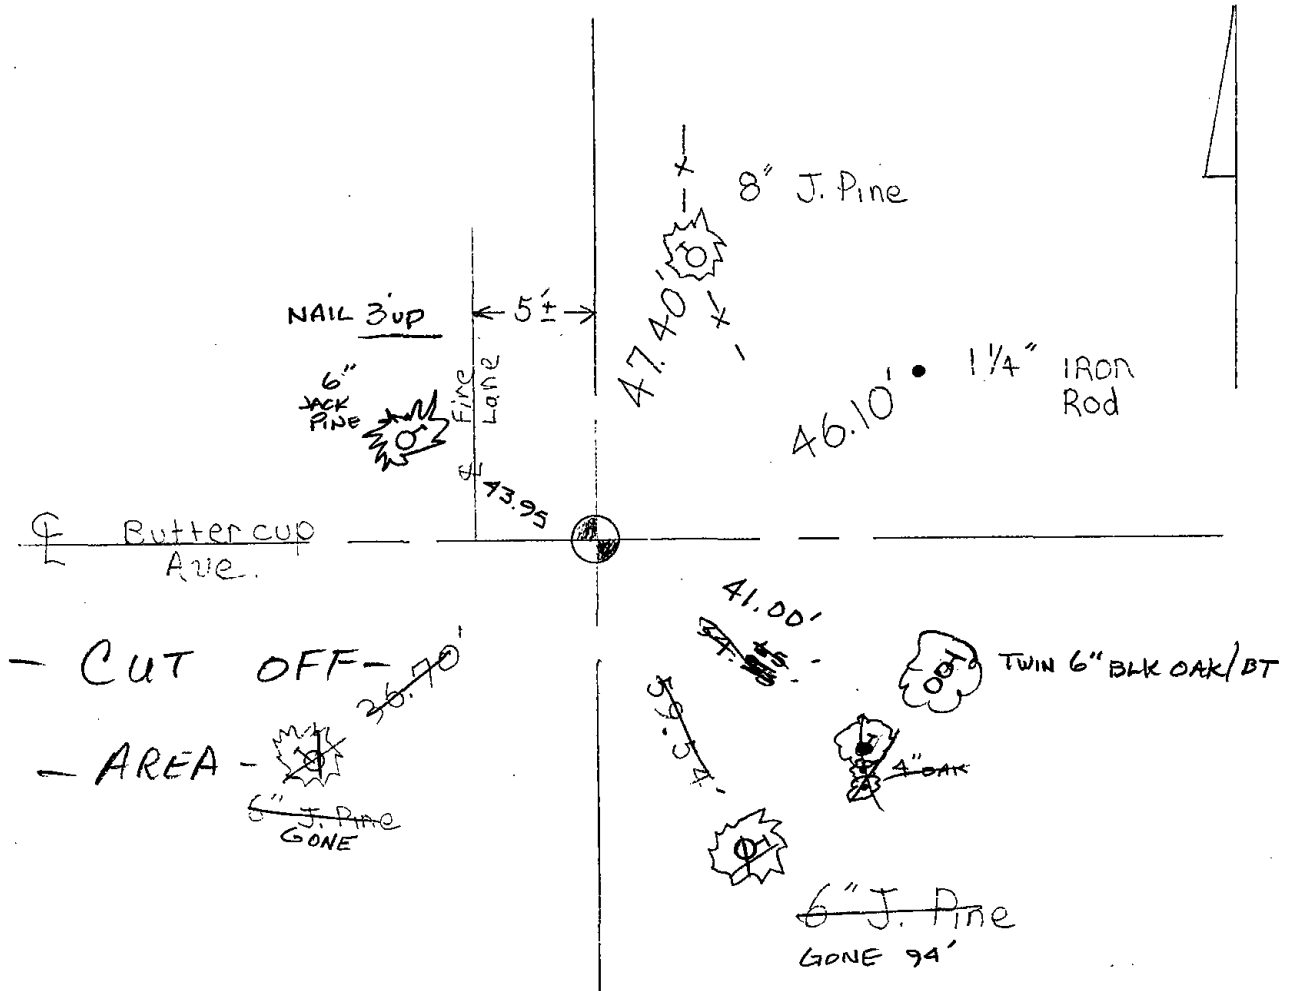 8" J. Pine
47.40'
NAIL 3' up
5'±
6"
JACK
PINE
Fire
Lane
℄
43.95
46.10'
1 1/4" IRON
Rod
℄ Buttercup
Ave.
41.00'
- CUT OFF -
36.70'
TWIN 6" BLK OAK/BT
- AREA -
4" OAK
6" J. Pine
GONE
6" J. Pine
GONE 94'